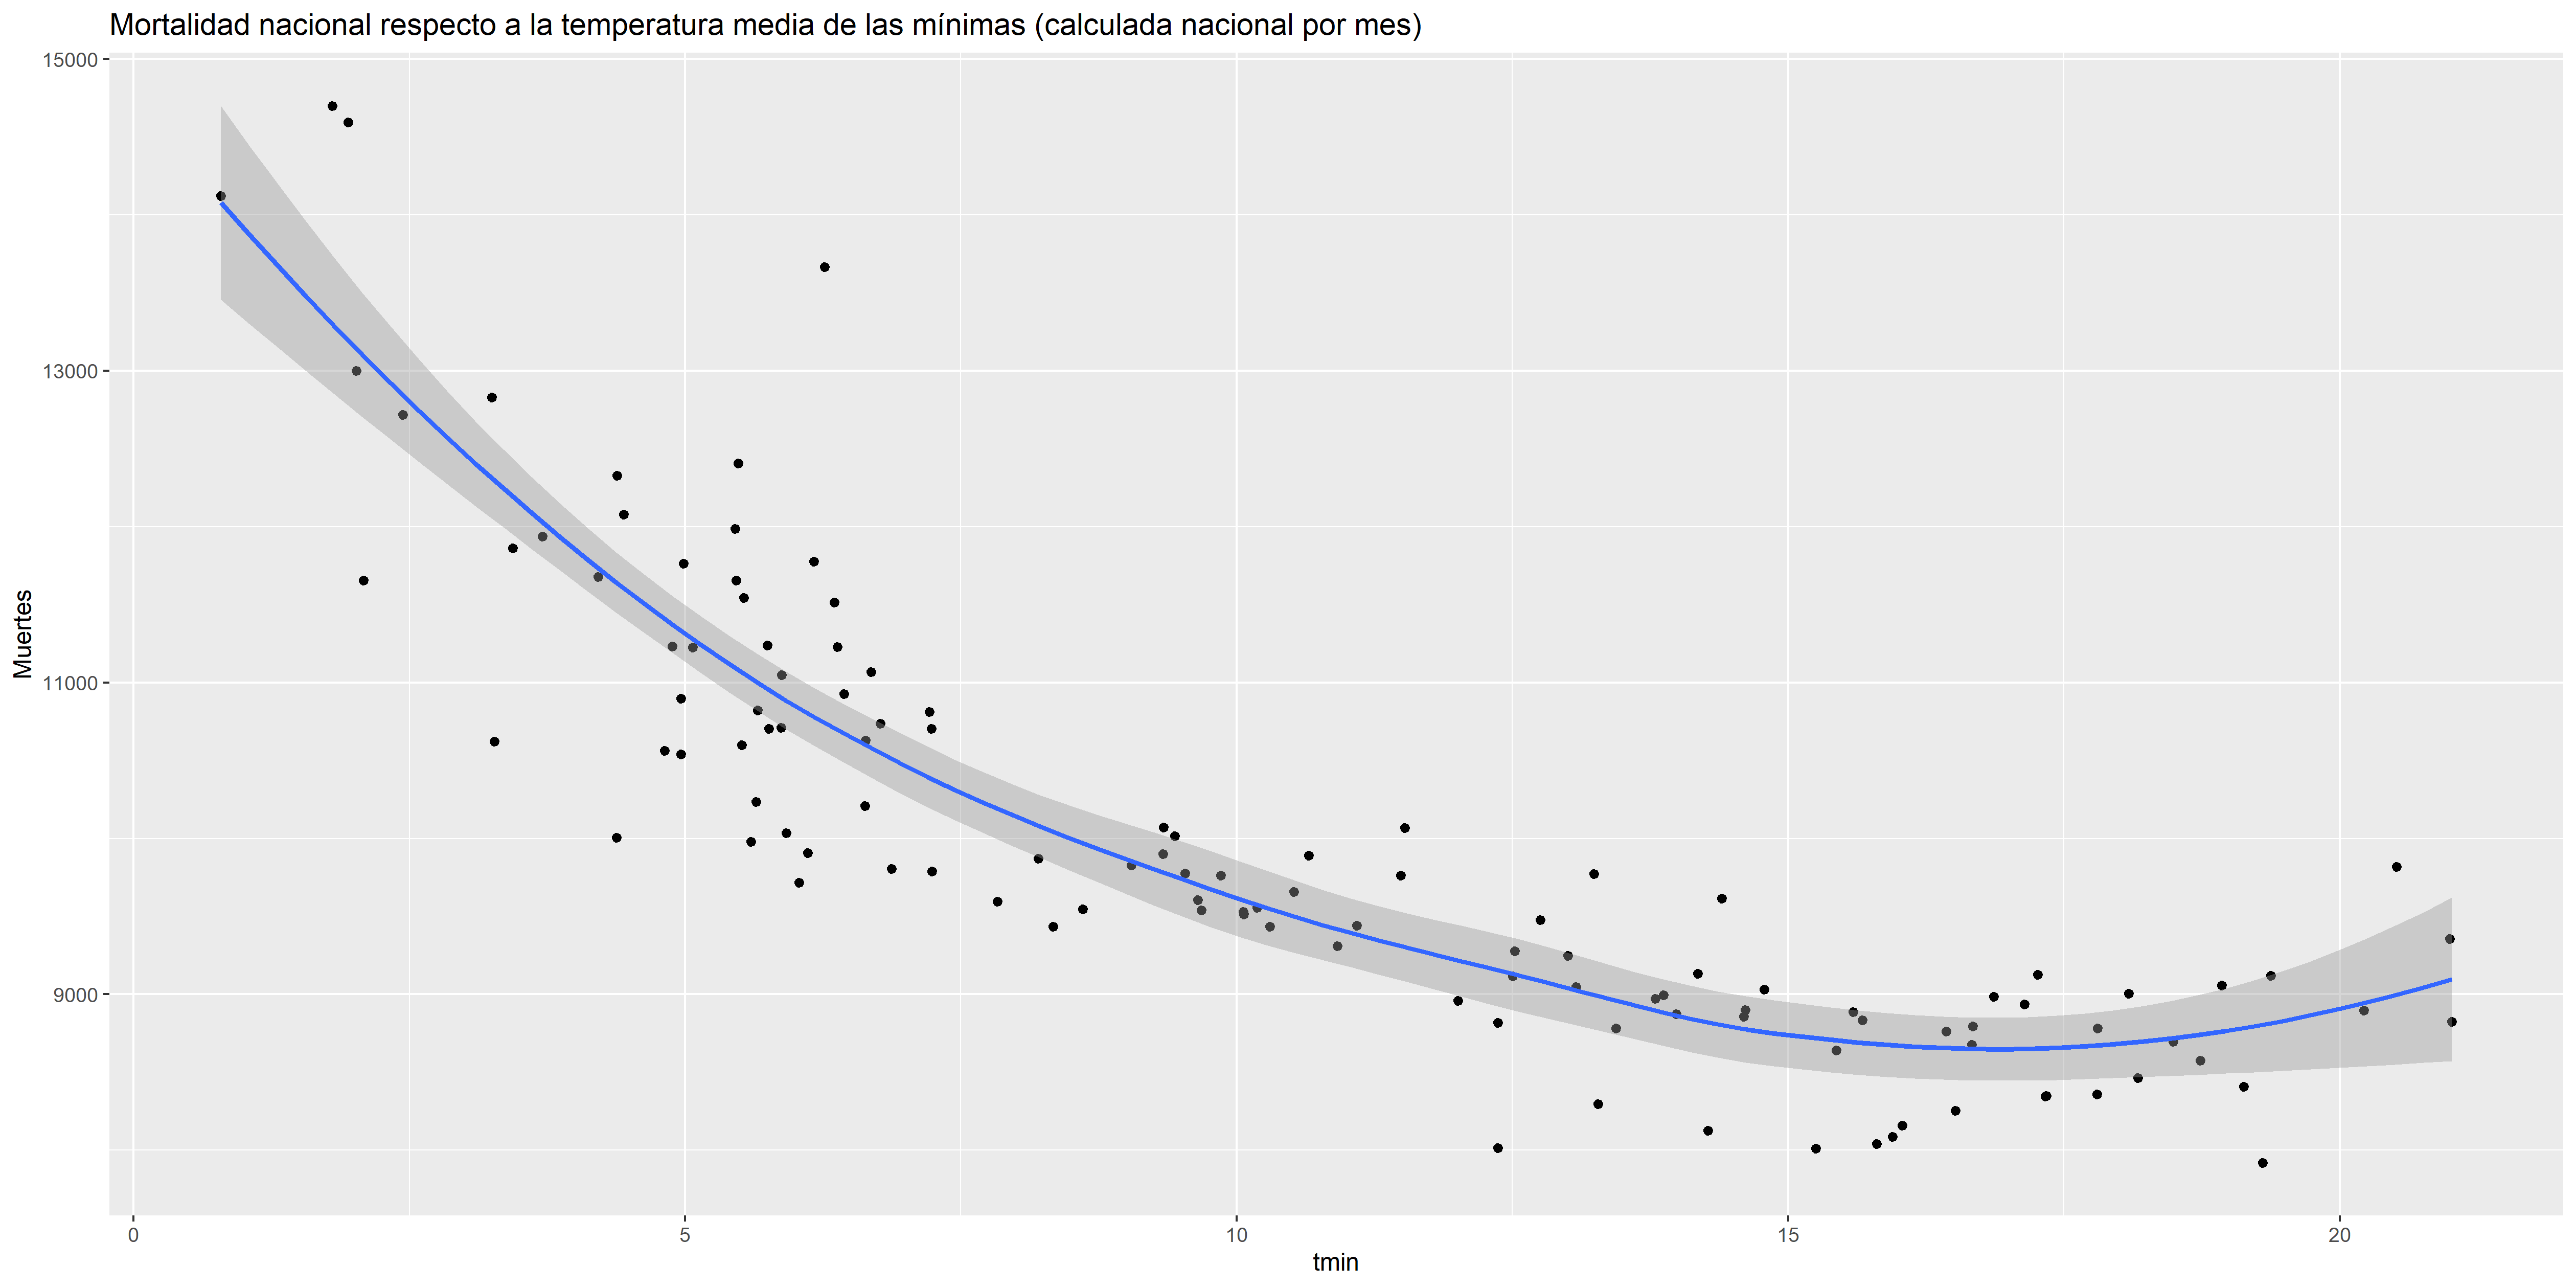 Mortalidad nacional respecto a la temperatura media de las mínimas (calculada nacional por mes)
15000
13000
11000
9000
Muertes
0 5 10 15 20
tmin